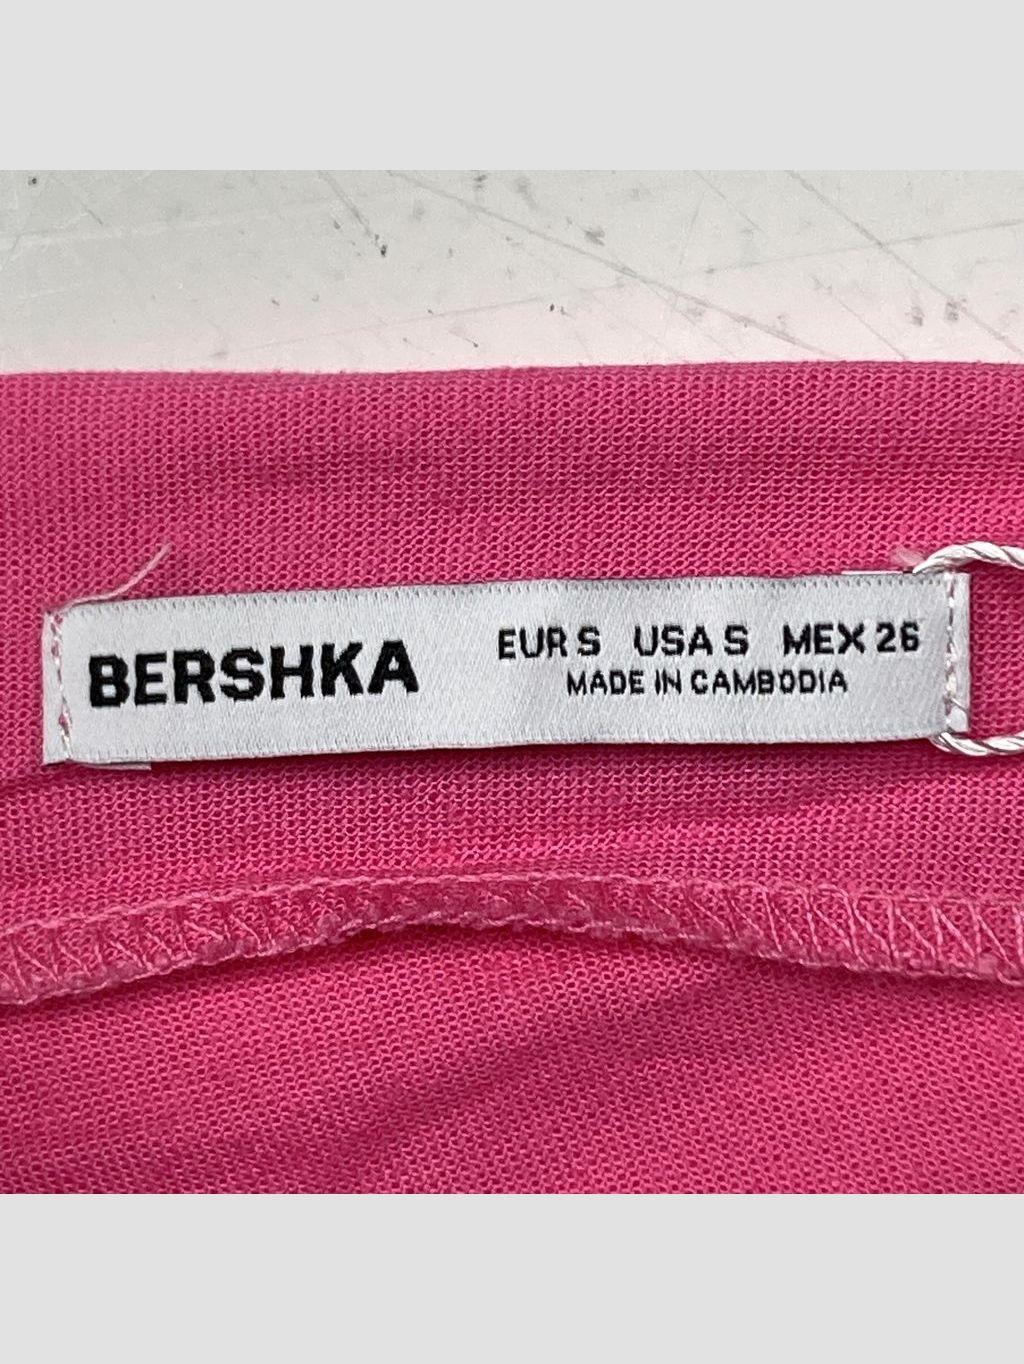 BERSHKA
EUR S USA S MEX 26
MADE IN CAMBODIA